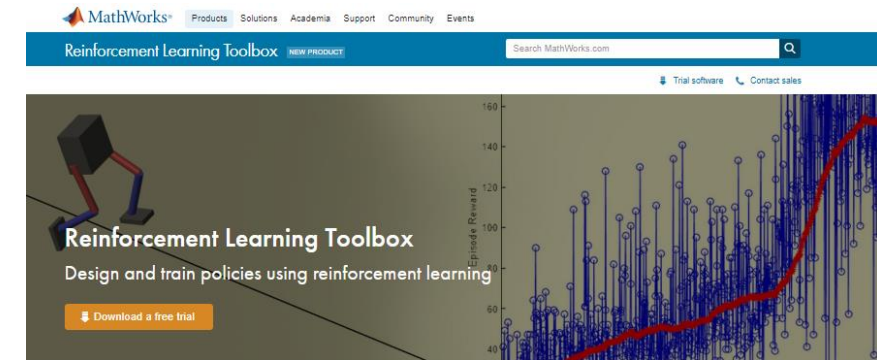 MathWorks®
Products Solutions Academia Support Community Events
Reinforcement Learning Toolbox NEW PRODUCT
Search MathWorks.com
Trial software Contact sales
160
140
120
100
80
60
40
Episode Reward
Reinforcement Learning Toolbox
Design and train policies using reinforcement learning
Download a free trial